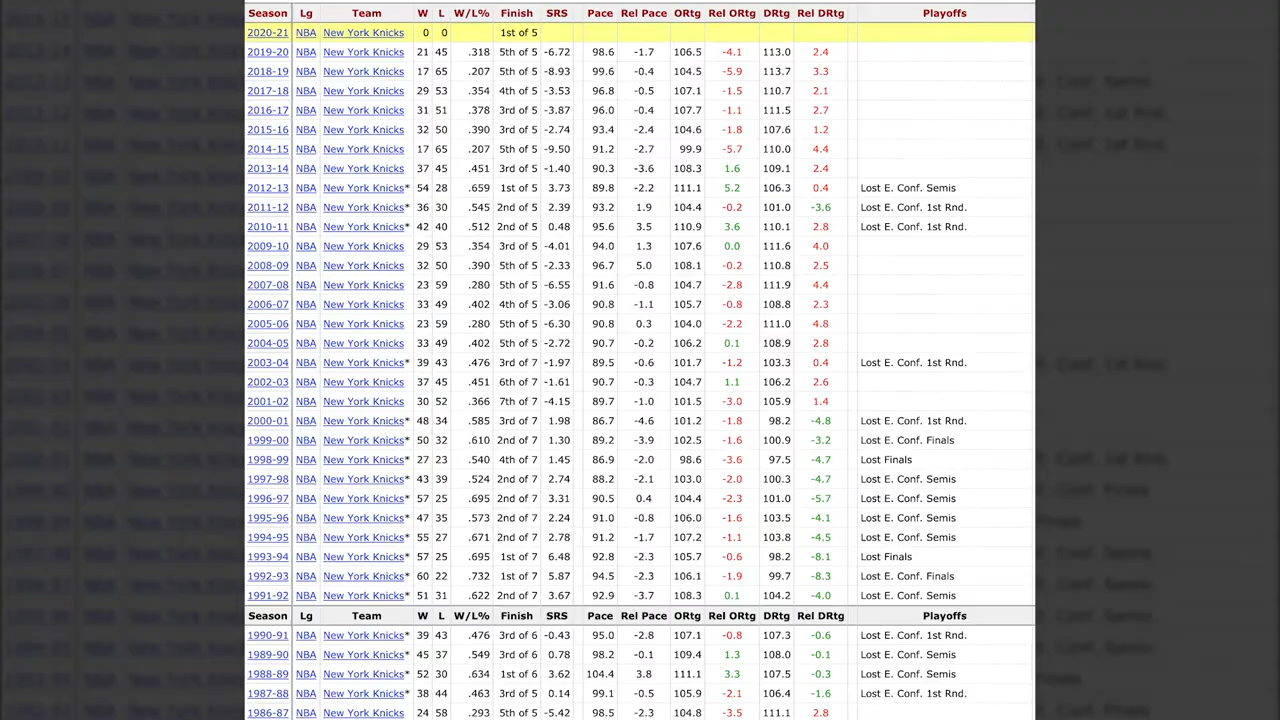 Season Lg Team W L W/L% Finish SRS Pace Rel Pace ORtg Rel ORtg DRtg Rel DRtg Playoffs
2020-21 NBA New York Knicks 0 0 1st of 5
2019-20 NBA New York Knicks 21 45 .318 5th of 5 -6.72 98.6 -1.7 106.5 -4.1 113.0 2.4
2018-19 NBA New York Knicks 17 65 .207 5th of 5 -8.93 99.6 -0.4 104.5 -5.9 113.7 3.3
2017-18 NBA New York Knicks 29 53 .354 4th of 5 -3.53 96.8 -0.5 107.1 -1.5 110.7 2.1
2016-17 NBA New York Knicks 31 51 .378 3rd of 5 -3.87 96.0 -0.4 107.7 -1.1 111.5 2.7
2015-16 NBA New York Knicks 32 50 .390 3rd of 5 -2.74 93.4 -2.4 104.6 -1.8 107.6 1.2
2014-15 NBA New York Knicks 17 65 .207 5th of 5 -9.50 91.2 -2.7 99.9 -5.7 110.0 4.4
2013-14 NBA New York Knicks 37 45 .451 3rd of 5 -1.40 90.3 -3.6 108.3 1.6 109.1 2.4
2012-13 NBA New York Knicks* 54 28 .659 1st of 5 3.73 89.8 -2.2 111.1 5.2 106.3 0.4 Lost E. Conf. Semis
2011-12 NBA New York Knicks* 36 30 .545 2nd of 5 2.39 93.2 1.9 104.4 -0.2 101.0 -3.6 Lost E. Conf. 1st Rnd.
2010-11 NBA New York Knicks* 42 40 .512 2nd of 5 0.48 95.6 3.5 110.9 3.6 110.1 2.8 Lost E. Conf. 1st Rnd.
2009-10 NBA New York Knicks 29 53 .354 3rd of 5 -4.01 94.0 1.3 107.6 0.0 111.6 4.0
2008-09 NBA New York Knicks 32 50 .390 5th of 5 -2.33 96.7 5.0 108.1 -0.2 110.8 2.5
2007-08 NBA New York Knicks 23 59 .280 5th of 5 -6.55 91.6 -0.8 104.7 -2.8 111.9 4.4
2006-07 NBA New York Knicks 33 49 .402 4th of 5 -3.06 90.8 -1.1 105.7 -0.8 108.8 2.3
2005-06 NBA New York Knicks 23 59 .280 5th of 5 -6.30 90.8 0.3 104.0 -2.2 111.0 4.8
2004-05 NBA New York Knicks 33 49 .402 5th of 5 -2.72 90.7 -0.2 106.2 0.1 108.9 2.8
2003-04 NBA New York Knicks* 39 43 .476 3rd of 7 -1.97 89.5 -0.6 101.7 -1.2 103.3 0.4 Lost E. Conf. 1st Rnd.
2002-03 NBA New York Knicks 37 45 .451 6th of 7 -1.61 90.7 -0.3 104.7 1.1 106.2 2.6
2001-02 NBA New York Knicks 30 52 .366 7th of 7 -4.15 89.7 -1.0 101.5 -3.0 105.9 1.4
2000-01 NBA New York Knicks* 48 34 .585 3rd of 7 1.98 86.7 -4.6 101.2 -1.8 98.2 -4.8 Lost E. Conf. 1st Rnd.
1999-00 NBA New York Knicks* 50 32 .610 2nd of 7 1.30 89.2 -3.9 102.5 -1.6 100.9 -3.2 Lost E. Conf. Finals
1998-99 NBA New York Knicks* 27 23 .540 4th of 7 1.45 86.9 -2.0 98.6 -3.6 97.5 -4.7 Lost Finals
1997-98 NBA New York Knicks* 43 39 .524 2nd of 7 2.74 88.2 -2.1 103.0 -2.0 100.3 -4.7 Lost E. Conf. Semis
1996-97 NBA New York Knicks* 57 25 .695 2nd of 7 3.31 90.5 0.4 104.4 -2.3 101.0 -5.7 Lost E. Conf. Semis
1995-96 NBA New York Knicks* 47 35 .573 2nd of 7 2.24 91.0 -0.8 106.0 -1.6 103.5 -4.1 Lost E. Conf. Semis
1994-95 NBA New York Knicks* 55 27 .671 2nd of 7 2.78 91.2 -1.7 107.2 -1.1 103.8 -4.5 Lost E. Conf. Semis
1993-94 NBA New York Knicks* 57 25 .695 1st of 7 6.48 92.8 -2.3 105.7 -0.6 98.2 -8.1 Lost Finals
1992-93 NBA New York Knicks* 60 22 .732 1st of 7 5.87 94.5 -2.3 106.1 -1.9 99.7 -8.3 Lost E. Conf. Finals
1991-92 NBA New York Knicks* 51 31 .622 2nd of 7 3.67 92.9 -3.7 108.3 0.1 104.2 -4.0 Lost E. Conf. Semis
Season Lg Team W L W/L% Finish SRS Pace Rel Pace ORtg Rel ORtg DRtg Rel DRtg Playoffs
1990-91 NBA New York Knicks* 39 43 .476 3rd of 6 -0.43 95.0 -2.8 107.1 -0.8 107.3 -0.6 Lost E. Conf. 1st Rnd.
1989-90 NBA New York Knicks* 45 37 .549 3rd of 6 0.78 98.2 -0.1 109.4 1.3 108.0 -0.1 Lost E. Conf. Semis
1988-89 NBA New York Knicks* 52 30 .634 1st of 6 3.62 104.4 3.8 111.1 3.3 107.5 -0.3 Lost E. Conf. Semis
1987-88 NBA New York Knicks* 38 44 .463 3rd of 5 0.14 99.1 -0.5 105.9 -2.1 106.4 -1.6 Lost E. Conf. 1st Rnd.
1986-87 NBA New York Knicks 24 58 .293 5th of 5 -5.42 98.5 -2.3 104.8 -3.5 111.1 2.8